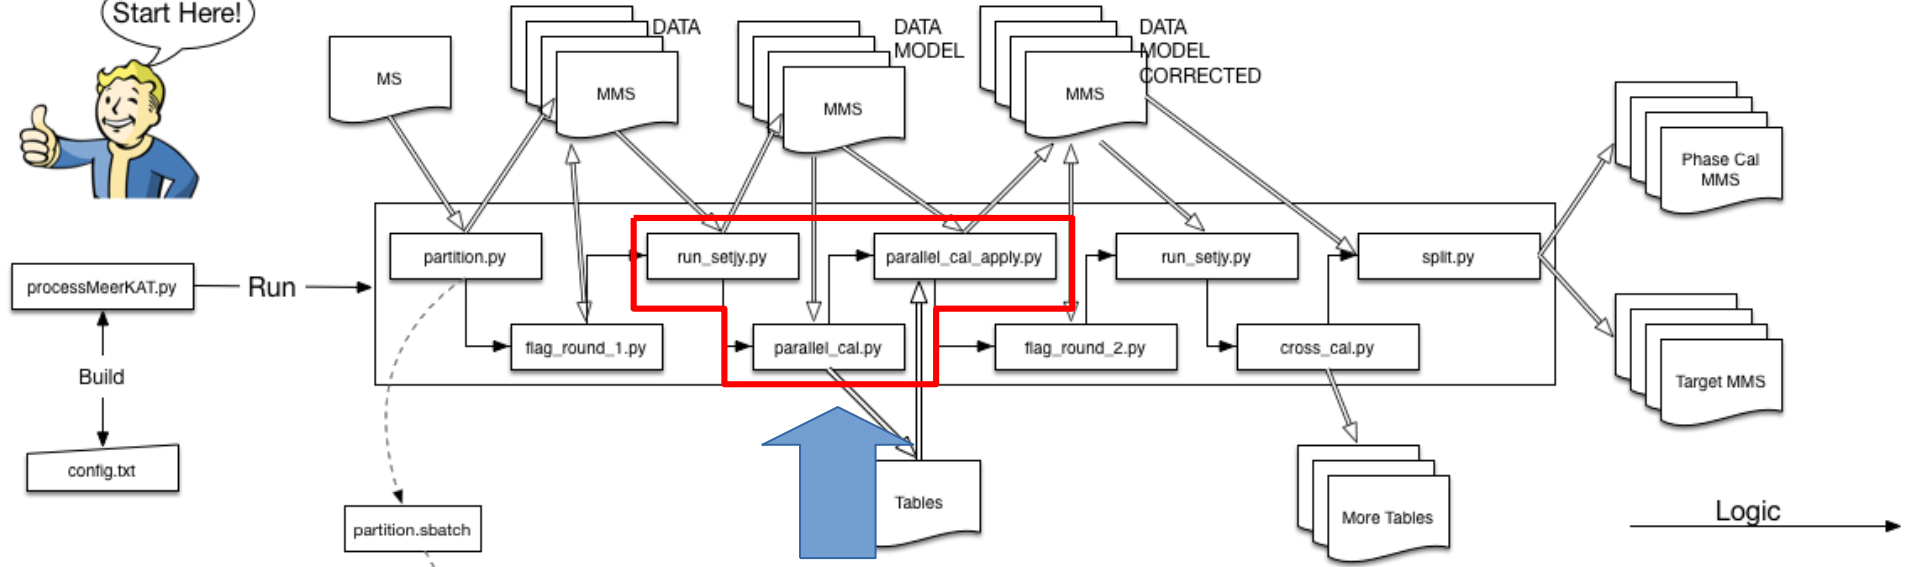 Start Here!
MS
MMS
DATA
MMS
DATA
MODEL
MMS
DATA
MODEL
CORRECTED
Phase Cal
MMS
partition.py
run_setjy.py
parallel_cal_apply.py
run_setjy.py
split.py
processMeerKAT.py
Run
flag_round_1.py
parallel_cal.py
flag_round_2.py
cross_cal.py
Build
Target MMS
config.txt
Tables
More Tables
Logic
partition.sbatch